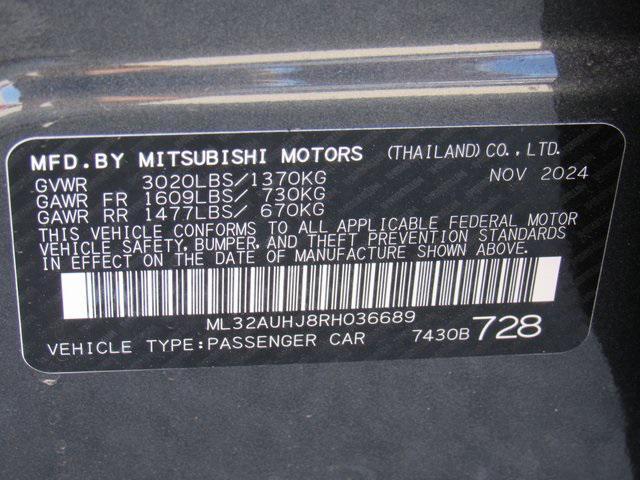 MFD.BY MITSUBISHI MOTORS (THAILAND)CO.,LTD.
GVWR 3020LBS/1370KG NOV 2024
GAWR FR 1609LBS/ 730KG
GAWR RR 1477LBS/ 670KG
THIS VEHICLE CONFORMS TO ALL APPLICABLE FEDERAL MOTOR
VEHICLE SAFETY, BUMPER, AND THEFT PREVENTION STANDARDS
IN EFFECT ON THE DATE OF MANUFACTURE SHOWN ABOVE.
ML32AUHJ8RH036689
VEHICLE TYPE:PASSENGER CAR 7430B 728